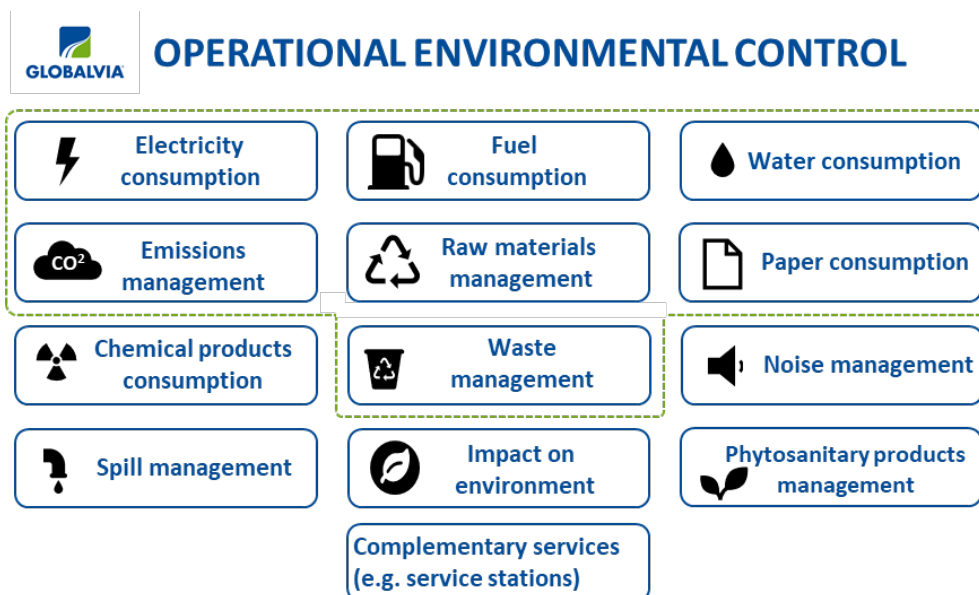 GLOBALVIA
OPERATIONAL ENVIRONMENTAL CONTROL
Electricity
consumption
Fuel
consumption
Water consumption
CO²
Emissions
management
Raw materials
management
Paper consumption
Chemical products
consumption
Waste
management
Noise management
Spill management
Impact on
environment
Phytosanitary products
management
Complementary services
(e.g. service stations)